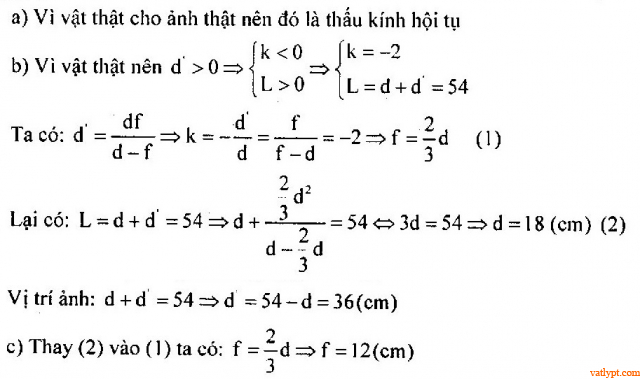 a) Vì vật thật cho ảnh thật nên đó là thấu kính hội tụ
b) Vì vật thật nên d' > 0 ⇒ { k < 0 ; L > 0 ⇒ { k = -2 ; L = d + d' = 54
Ta có: d' = df/(d - f) ⇒ k = -d'/d = f/(f - d) = -2 ⇒ f = 2/3 d (1)
Lại có: L = d + d' = 54 ⇒ d + (2/3 d²)/(d - 2/3 d) = 54 ⇔ 3d = 54 ⇒ d = 18 (cm) (2)
Vị trí ảnh: d + d' = 54 ⇒ d' = 54 - d = 36(cm)
c) Thay (2) vào (1) ta có: f = 2/3 d ⇒ f = 12(cm)
vatlypt.com